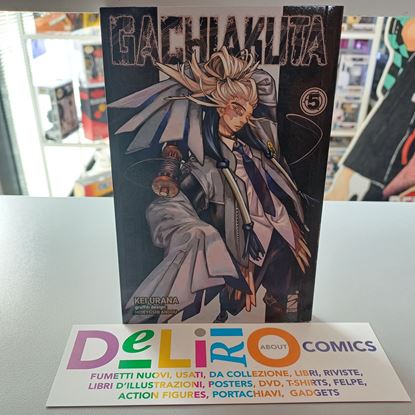 GACHIAKUTA
5
KEI URANA
graffiti design
HIDEYOSHI ANDOU
DELIRIO
ABOUT
COMICS
FUMETTI NUOVI, USATI, DA COLLEZIONE, LIBRI, RIVISTE,
LIBRI D'ILLUSTRAZIONI, POSTERS, DVD, T-SHIRTS, FELPE,
ACTION FIGURES, PORTACHIAVI, GADGETS